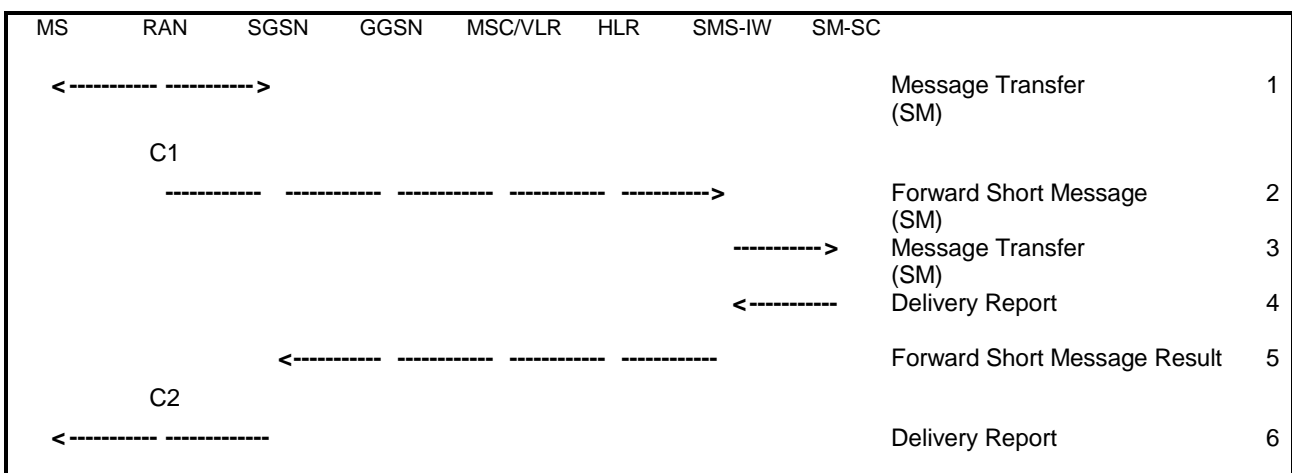 MS RAN SGSN GGSN MSC/VLR HLR SMS-IW SM-SC
Message Transfer 1
(SM)
C1
Forward Short Message 2
(SM)
Message Transfer 3
(SM)
Delivery Report 4
Forward Short Message Result 5
C2
Delivery Report 6